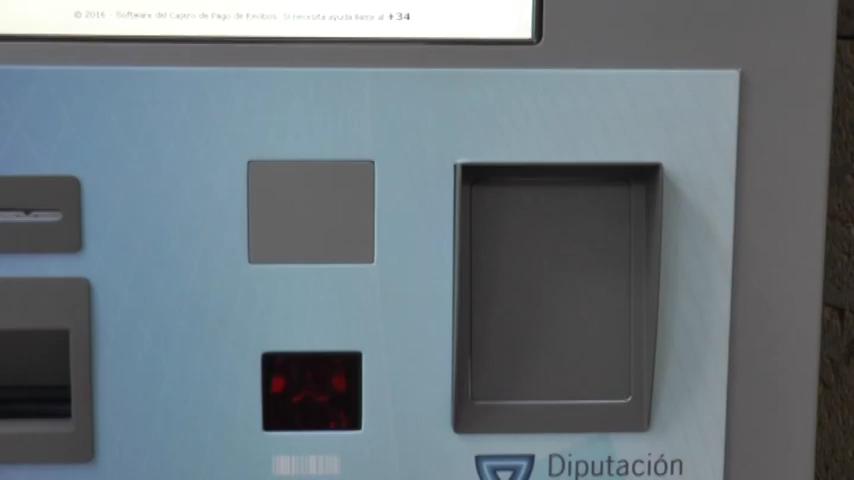 © 2016 - Software del Cajero de Pago de Recibos. Si necesita ayuda llame al +34
Diputación